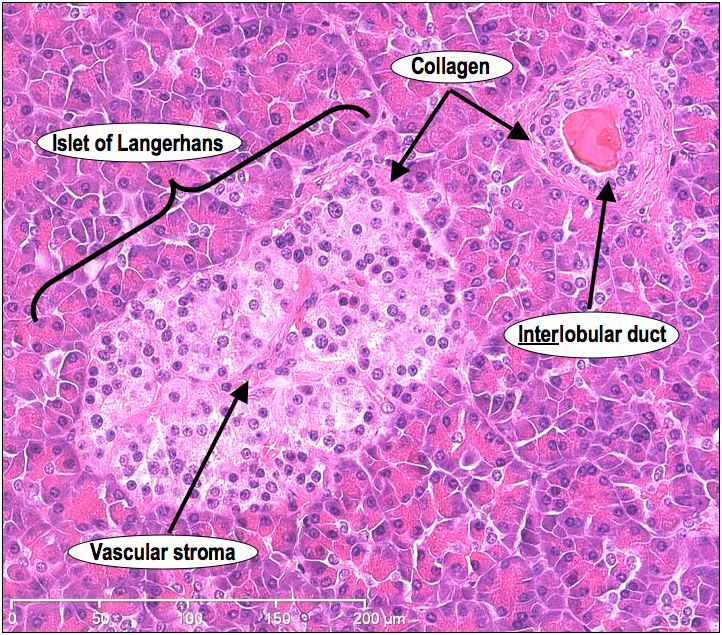 Collagen
Islet of Langerhans
Interlobular duct
Vascular stroma
0 50 100 150 200 µm